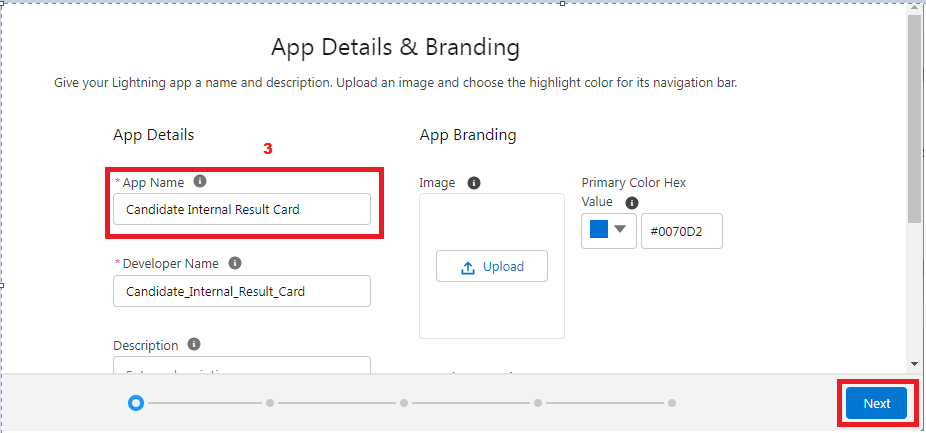 App Details & Branding
Give your Lightning app a name and description. Upload an image and choose the highlight color for its navigation bar.
App Details
App Branding
3
* App Name
Candidate Internal Result Card
Image
Primary Color Hex
Value
#0070D2
Upload
* Developer Name
Candidate_Internal_Result_Card
Description
Next